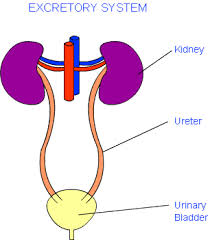 EXCRETORY SYSTEM
Kidney
Ureter
Urinary
Bladder